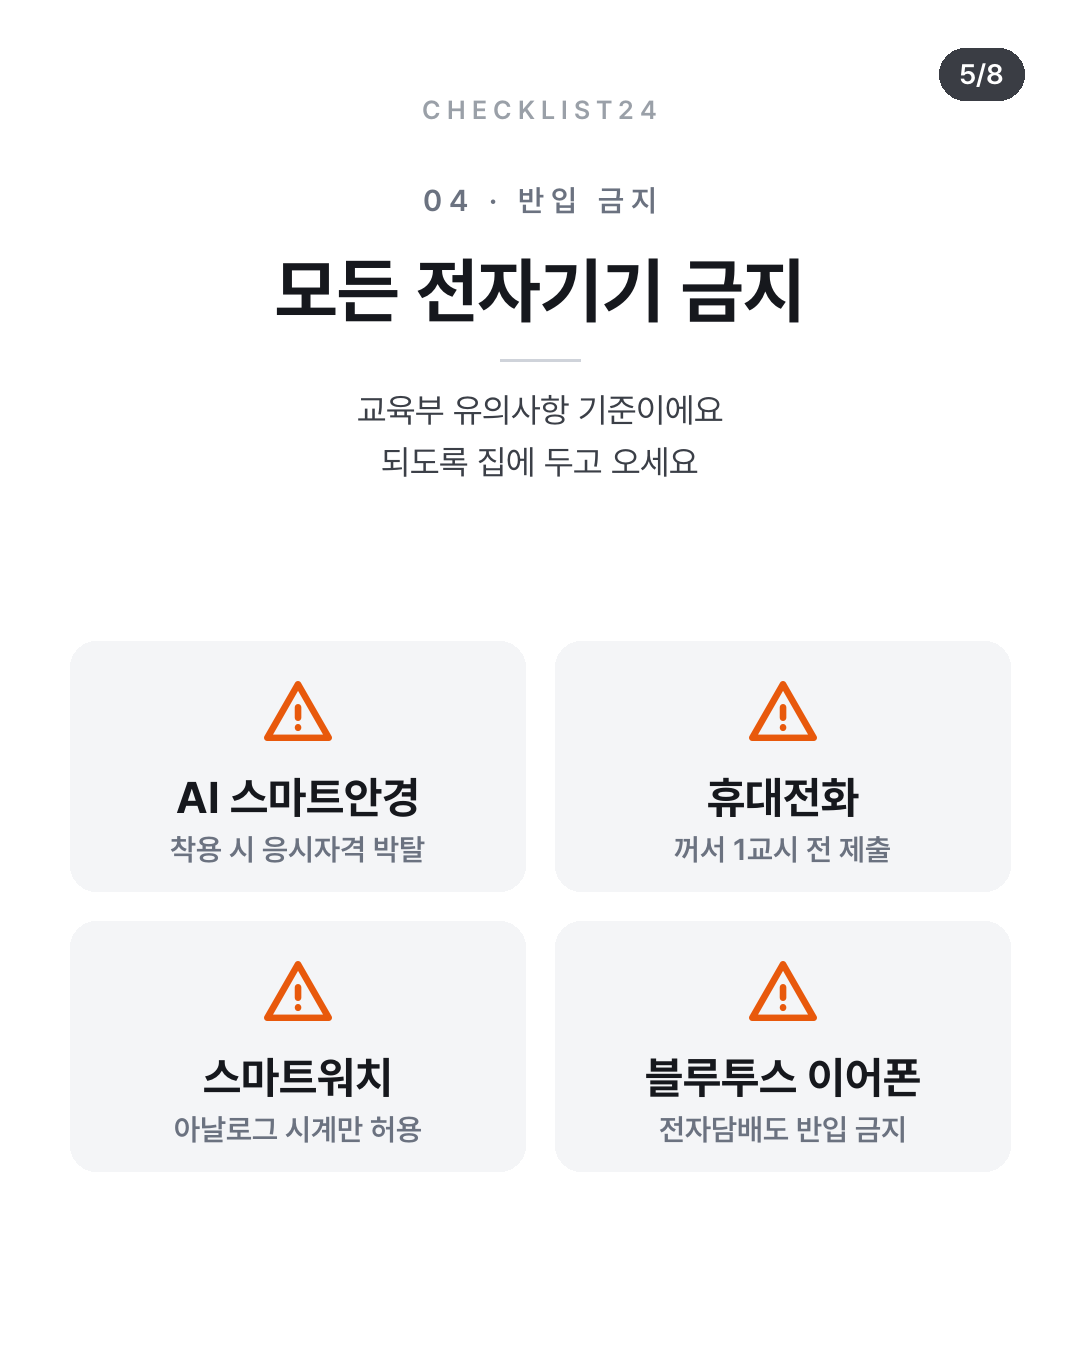 5/8
CHECKLIST24
04 · 반입 금지
모든 전자기기 금지
교육부 유의사항 기준이에요
되도록 집에 두고 오세요
AI 스마트안경
착용 시 응시자격 박탈
휴대전화
꺼서 1교시 전 제출
스마트워치
아날로그 시계만 허용
블루투스 이어폰
전자담배도 반입 금지